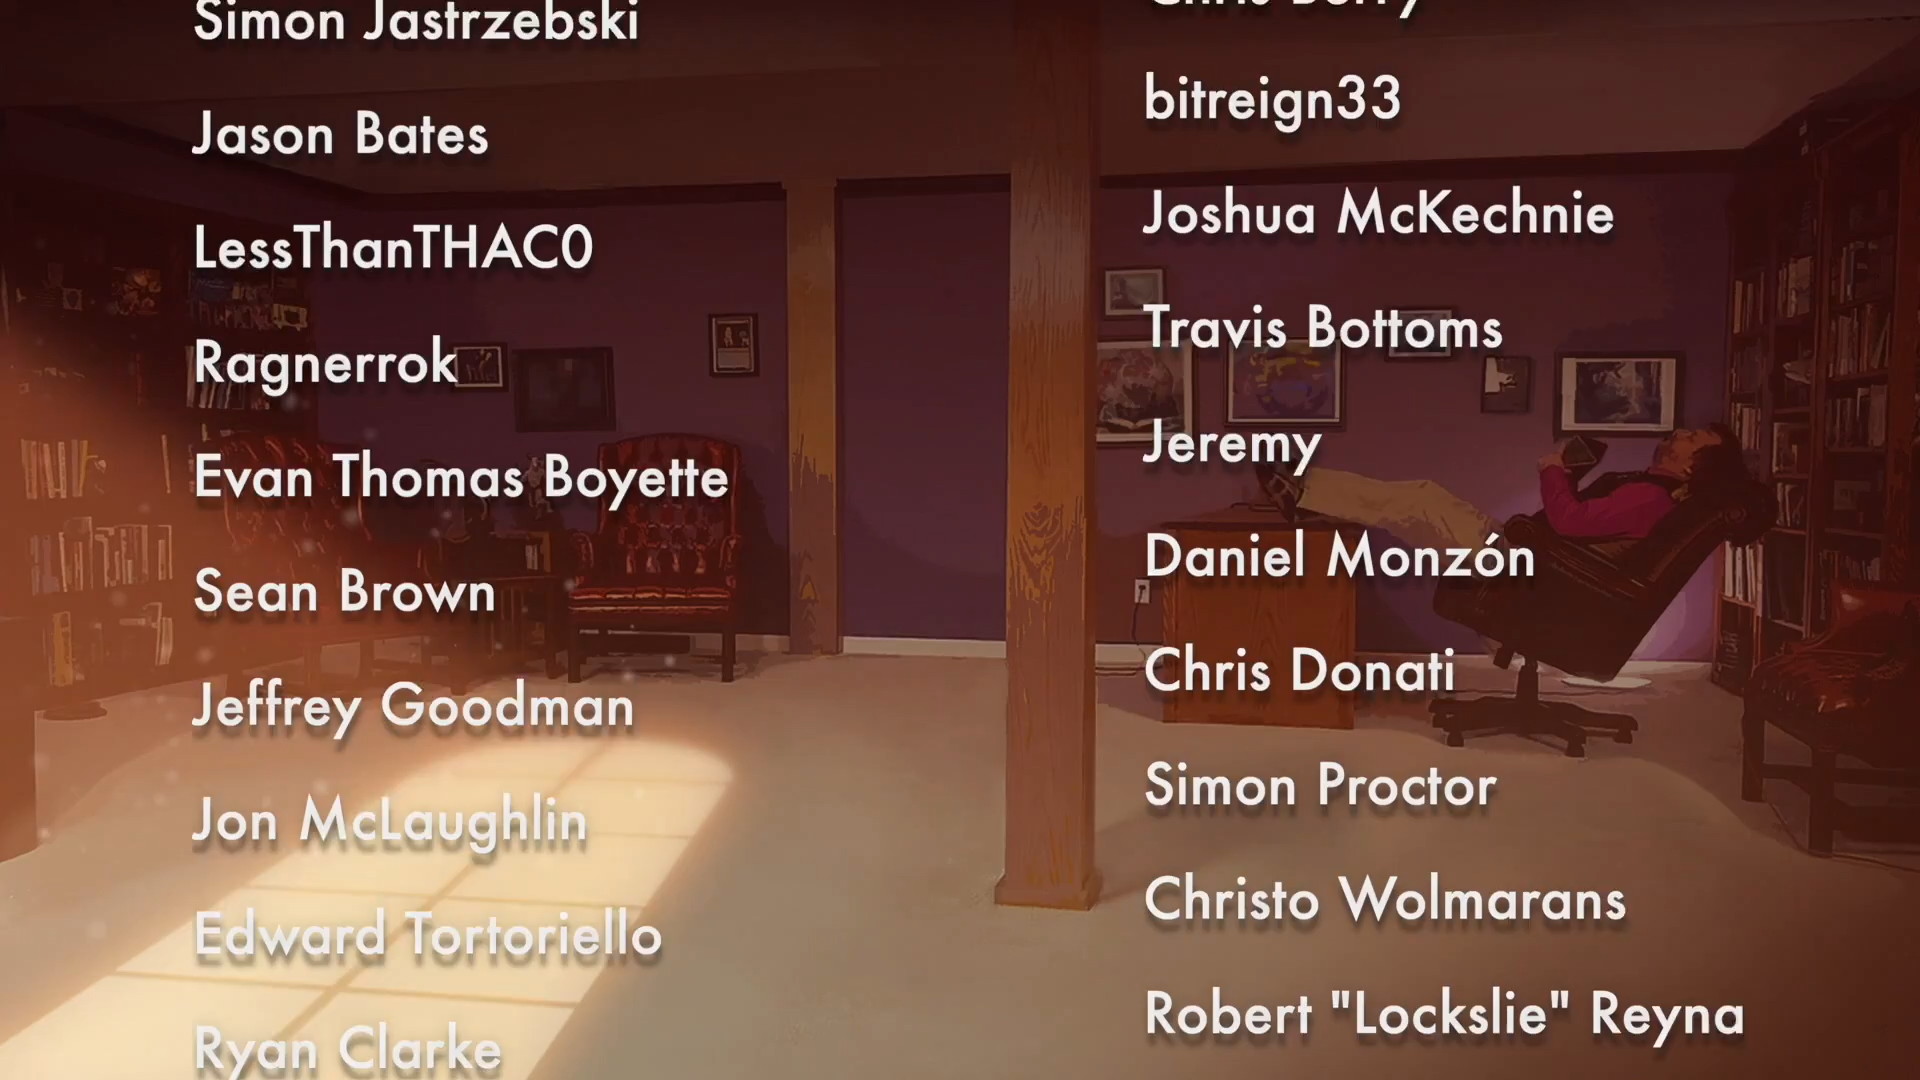 Simon Jastrzebski
Jason Bates
LessThanTHAC0
Ragnerrok
Evan Thomas Boyette
Sean Brown
Jeffrey Goodman
Jon McLaughlin
Edward Tortoriello
Ryan Clarke
Chris
bitreign33
Joshua McKechnie
Travis Bottoms
Jeremy
Daniel Monzón
Chris Donati
Simon Proctor
Christo Wolmarans
Robert "Lockslie" Reyna